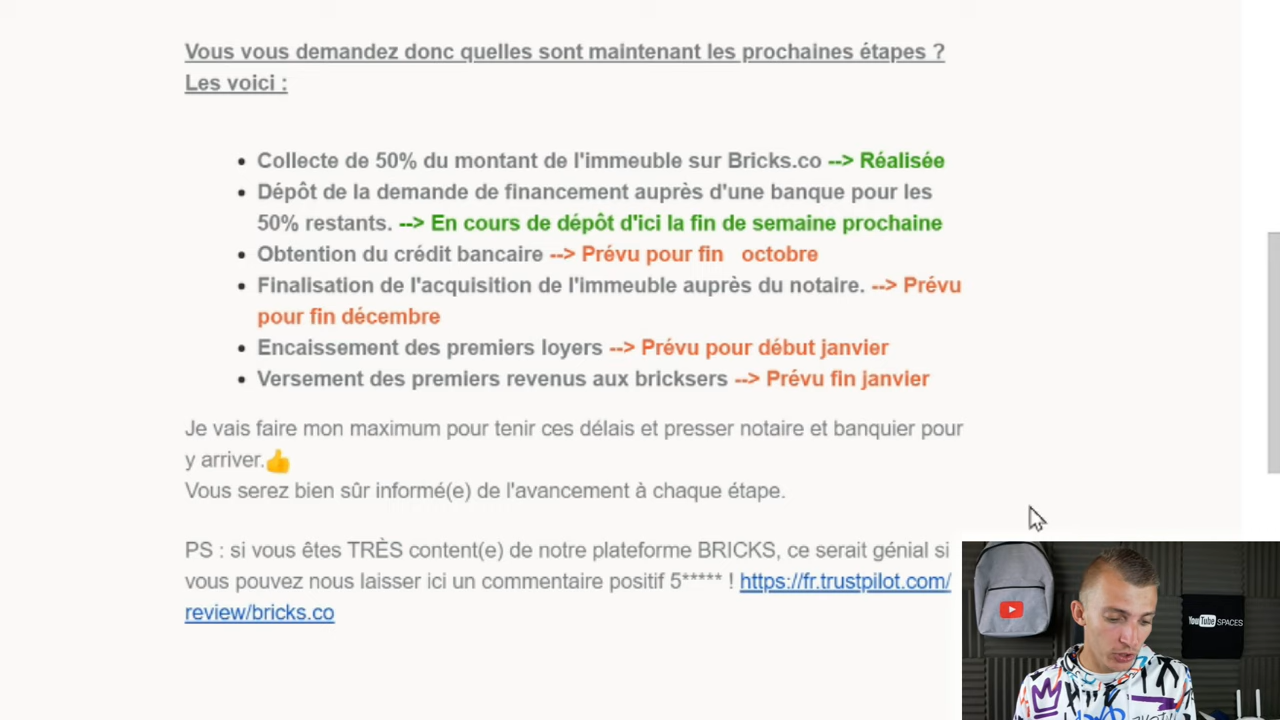 Vous vous demandez donc quelles sont maintenant les prochaines étapes ?
Les voici :
• Collecte de 50% du montant de l'immeuble sur Bricks.co --> Réalisée
• Dépôt de la demande de financement auprès d'une banque pour les
50% restants. --> En cours de dépôt d'ici la fin de semaine prochaine
• Obtention du crédit bancaire --> Prévu pour fin octobre
• Finalisation de l'acquisition de l'immeuble auprès du notaire. --> Prévu
pour fin décembre
• Encaissement des premiers loyers --> Prévu pour début janvier
• Versement des premiers revenus aux bricksers --> Prévu fin janvier
Je vais faire mon maximum pour tenir ces délais et presser notaire et banquier pour
y arriver.👍
Vous serez bien sûr informé(e) de l'avancement à chaque étape.
PS : si vous êtes TRÈS content(e) de notre plateforme BRICKS, ce serait génial si
vous pouvez nous laisser ici un commentaire positif 5***** ! https://fr.trustpilot.com/
review/bricks.co
YouTube SPACES